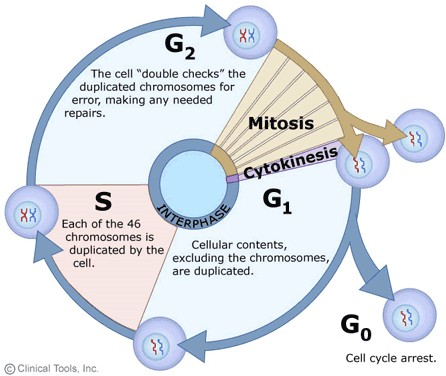 G2
The cell “double checks” the
duplicated chromosomes for
error, making any needed
repairs.
Mitosis
Cytokinesis
S
Each of the 46
chromosomes is
duplicated by the
cell.
INTERPHASE
G1
Cellular contents,
excluding the chromosomes,
are duplicated.
G0
Cell cycle arrest.
© Clinical Tools, Inc.